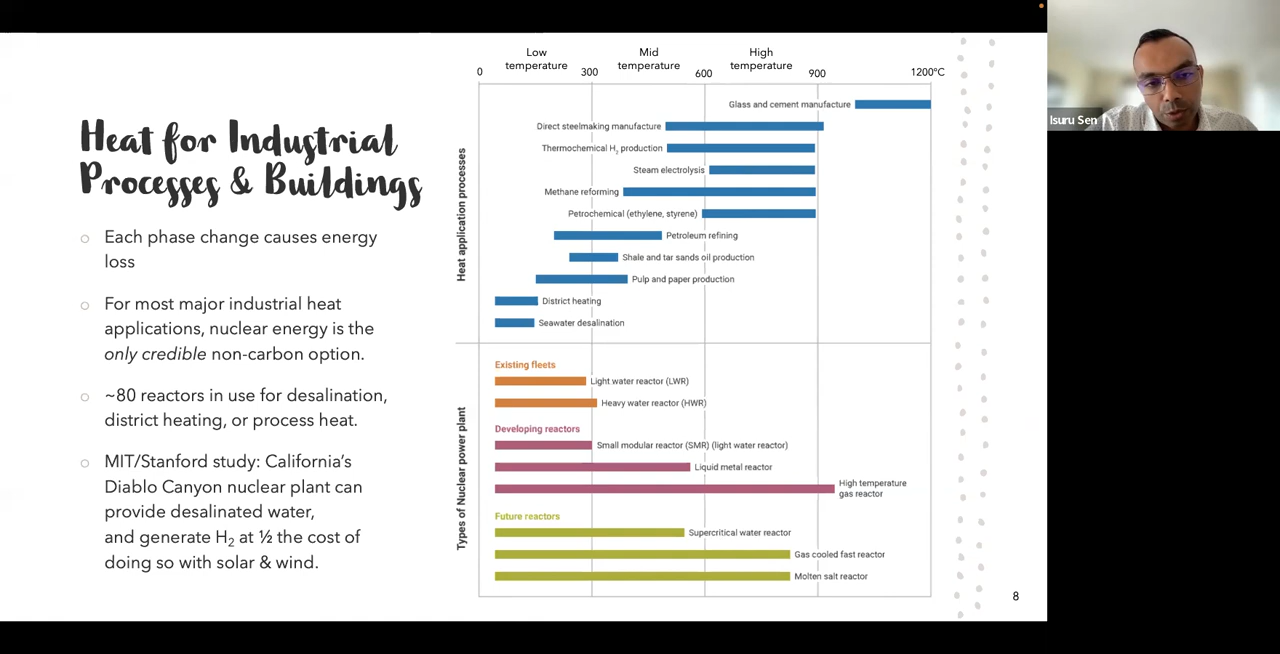 Heat for Industrial
Processes & Buildings
Each phase change causes energy
loss
For most major industrial heat
applications, nuclear energy is the
only credible non-carbon option.
~80 reactors in use for desalination,
district heating, or process heat.
MIT/Stanford study: California's
Diablo Canyon nuclear plant can
provide desalinated water,
and generate H₂ at ½ the cost of
doing so with solar & wind.
Low
temperature
Mid
temperature
High
temperature
0
300
600
900
1200°C
Heat application processes
Glass and cement manufacture
Direct steelmaking manufacture
Thermochemical H₂ production
Steam electrolysis
Methane reforming
Petrochemical (ethylene, styrene)
Petroleum refining
Shale and tar sands oil production
Pulp and paper production
District heating
Seawater desalination
Types of Nuclear power plant
Existing fleets
Light water reactor (LWR)
Heavy water reactor (HWR)
Developing reactors
Small modular reactor (SMR) (light water reactor)
Liquid metal reactor
High temperature
gas reactor
Future reactors
Supercritical water reactor
Gas cooled fast reactor
Molten salt reactor
8
Isuru Sen